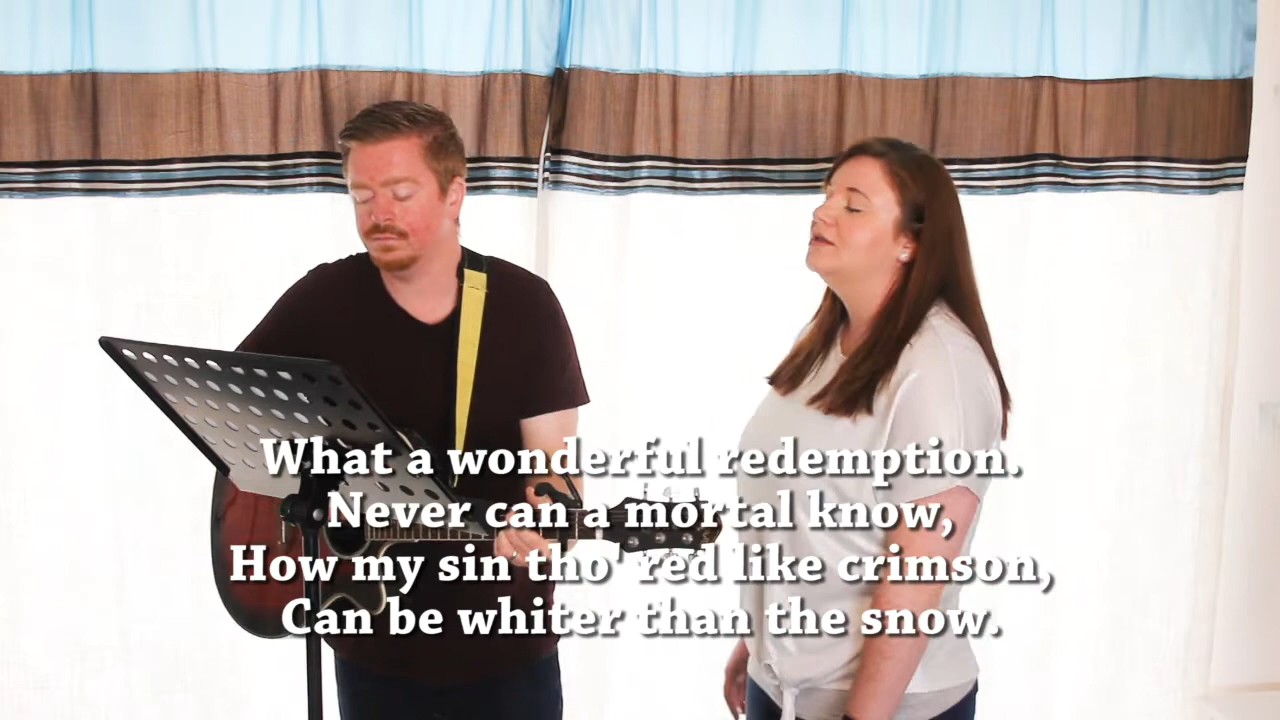 What a wonderful redemption.
Never can a mortal know,
How my sin tho' red like crimson,
Can be whiter than the snow.